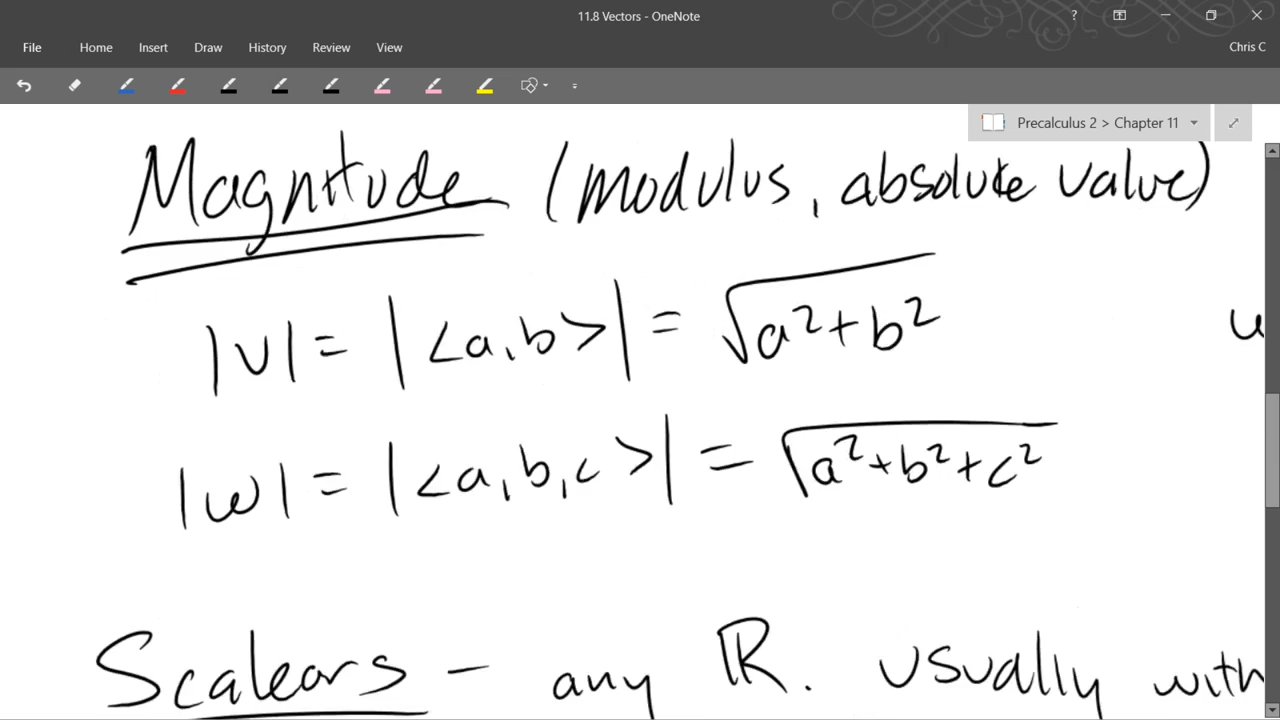 11.8 Vectors - OneNote
?
File Home Insert Draw History Review View
Chris C
Precalculus 2 > Chapter 11
Magnitude (modulus, absolute value)
|v| = |<a,b>| = √a²+b²
|w| = |<a,b,c>| = √a²+b²+c²
Scalears - any ℝ. usually with